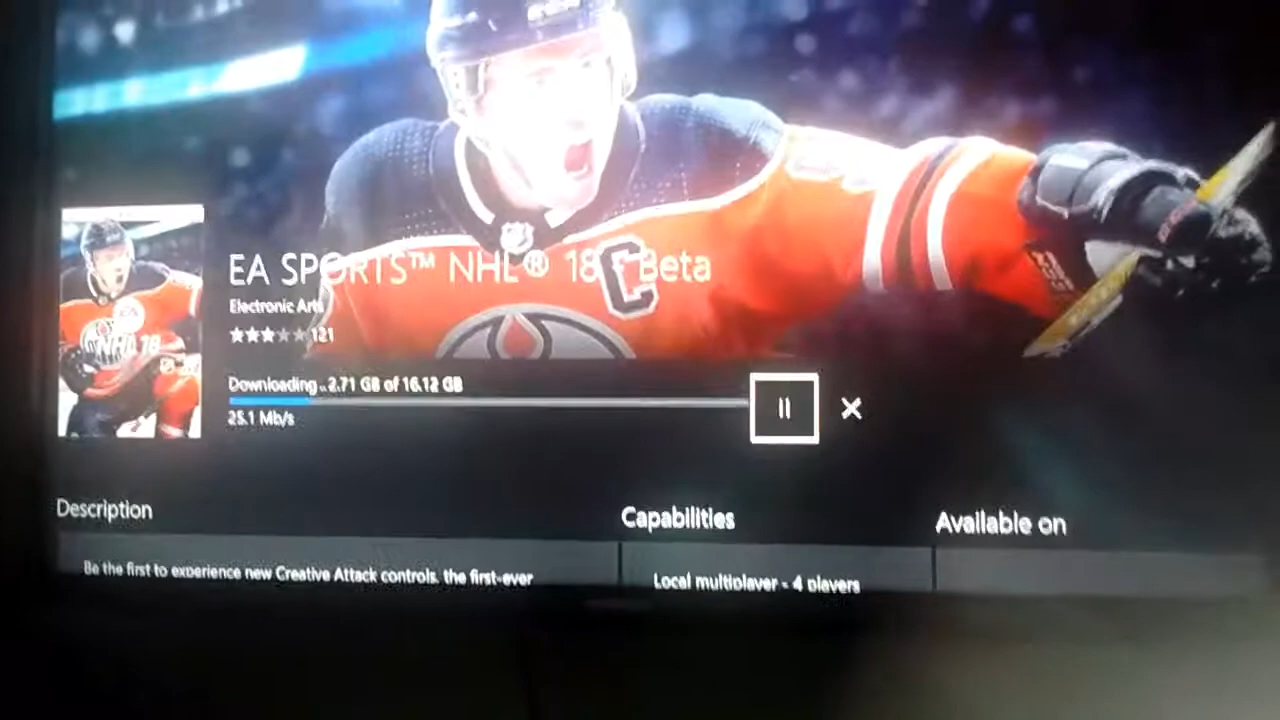 EA SPORTS™ NHL® 18 Beta
Electronic Arts
121
Downloading .. 2.71 GB of 16.12 GB
25.1 Mb/s
NHL 18
C
Description
Capabilities
Available on
Be the first to experience new Creative Attack controls, the first-ever
Local multiplayer - 4 players